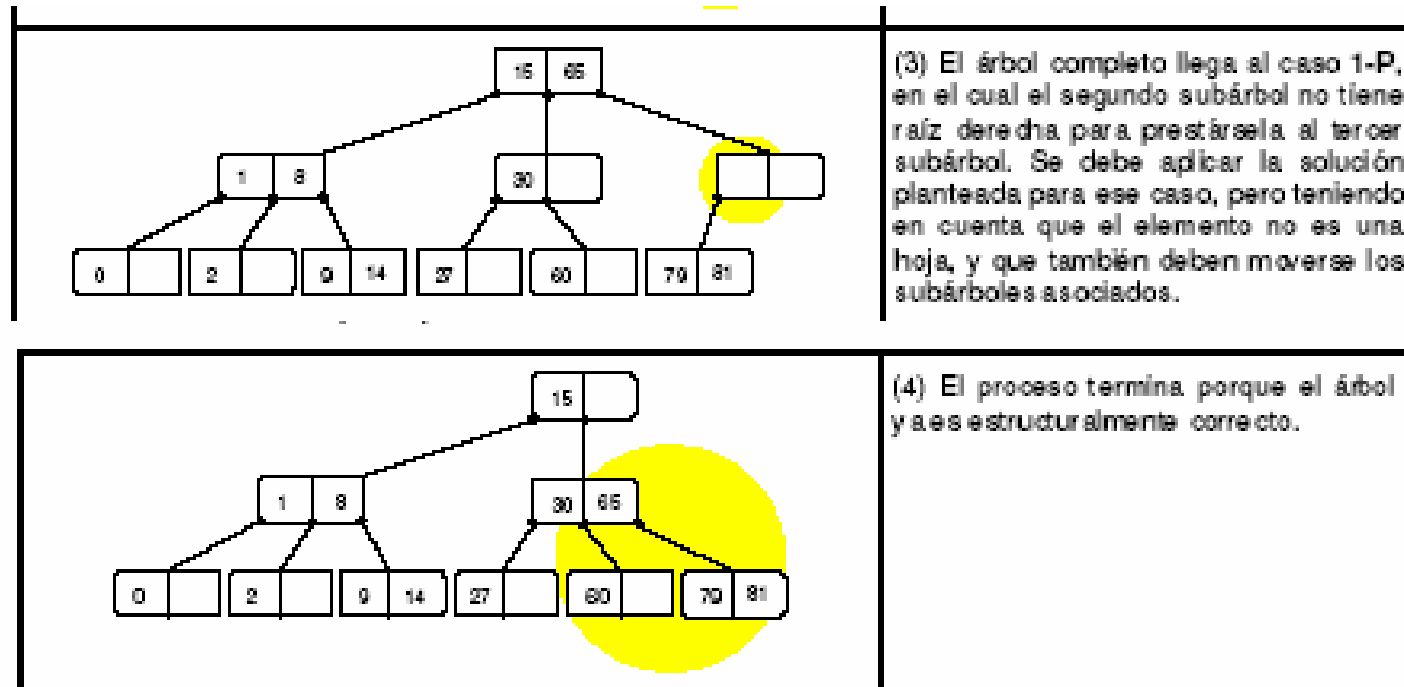 15 65
1 8 30
0 2 9 14 27 60 79 81
(3) El árbol completo llega al caso 1-P,
en el cual el segundo subárbol no tiene
raíz derecha para prestársela al tercer
subárbol. Se debe aplicar la solución
planteada para ese caso, pero teniendo
en cuenta que el elemento no es una
hoja, y que también deben moverse los
subárboles asociados.
15
1 8 30 65
0 2 9 14 27 60 79 81
(4) El proceso termina porque el árbol
ya es estructuralmente correcto.